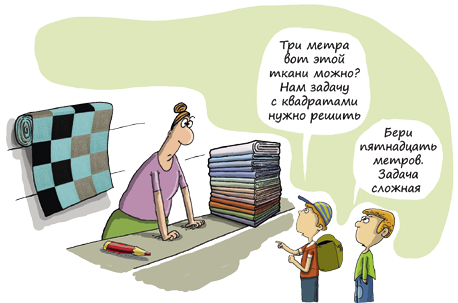 Три метра
вот этой
ткани можно?
Нам задачу
с квадратами
нужно решить
Бери
пятнадцать
метров.
Задача
сложная